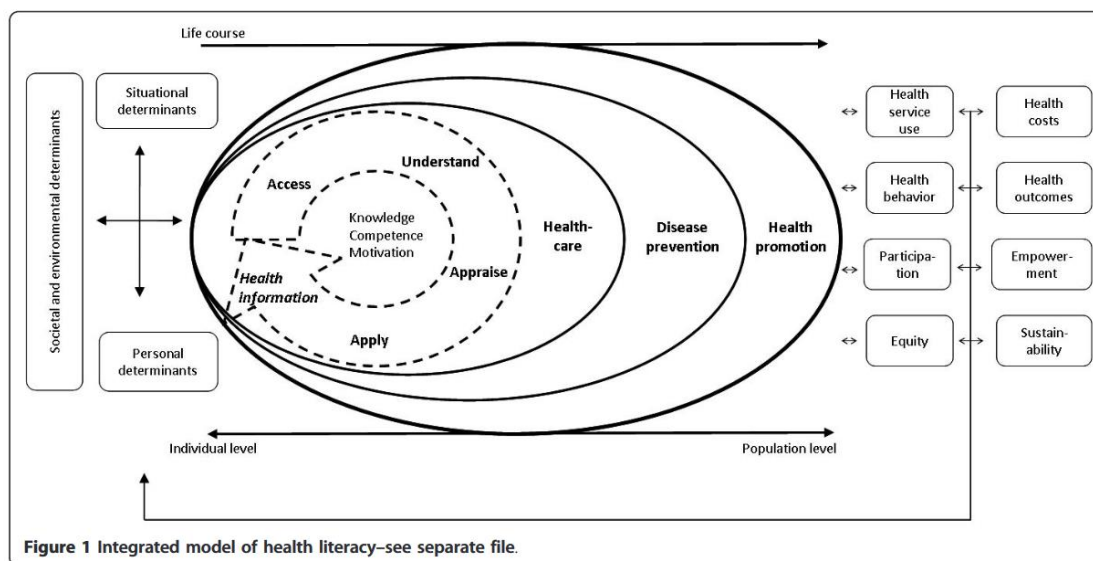 Life course
Societal and environmental determinants
Situational
determinants
Personal
determinants
Access
Understand
Knowledge
Competence
Motivation
Health
information
Appraise
Apply
Health-
care
Disease
prevention
Health
promotion
Individual level
Population level
Health
service
use
Health
costs
Health
behavior
Health
outcomes
Participa-
tion
Empower-
ment
Equity
Sustain-
ability
Figure 1 Integrated model of health literacy–see separate file.